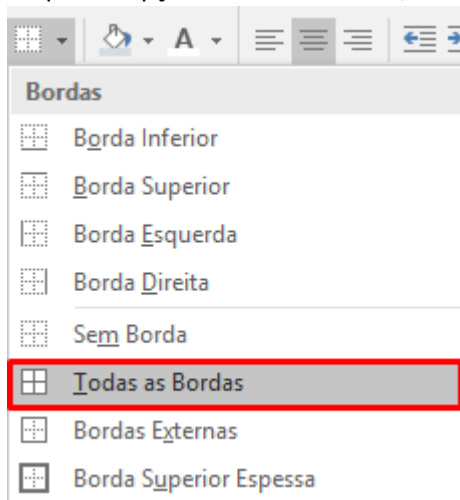 A
Bordas
Borda Inferior
Borda Superior
Borda Esquerda
Borda Direita
Sem Borda
Todas as Bordas
Bordas Externas
Borda Superior Espessa